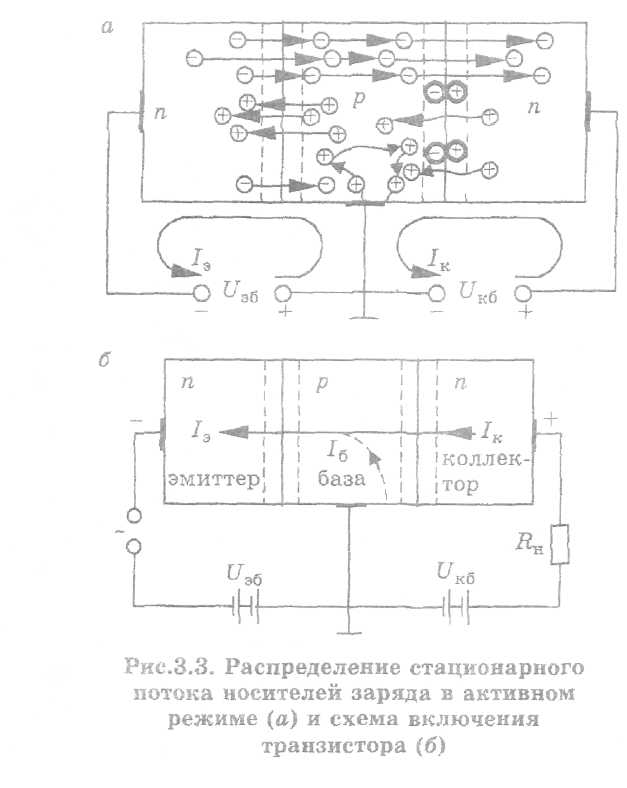 а
n p n
Iэ Uэб Iк Uкб
− + − +
б
n p n
− Iэ Iб Iк +
эмиттер база коллек-
тор
~ Rн
Uэб Uкб
Рис.3.3. Распределение стационарного
потока носителей заряда в активном
режиме (а) и схема включения
транзистора (б)